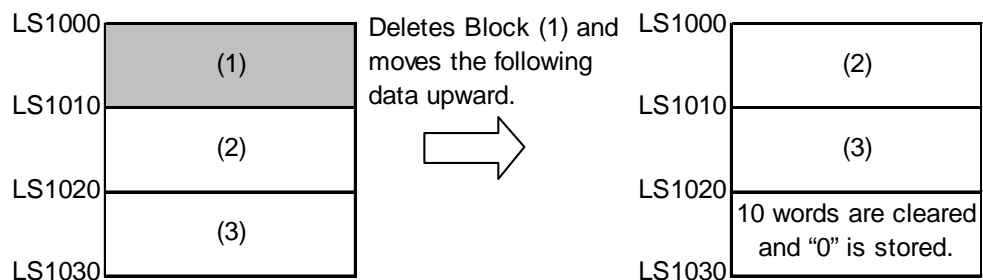 LS1000
(1)
LS1010
(2)
LS1020
(3)
LS1030
Deletes Block (1) and
moves the following
data upward.
LS1000
(2)
LS1010
(3)
LS1020
10 words are cleared
and “0” is stored.
LS1030